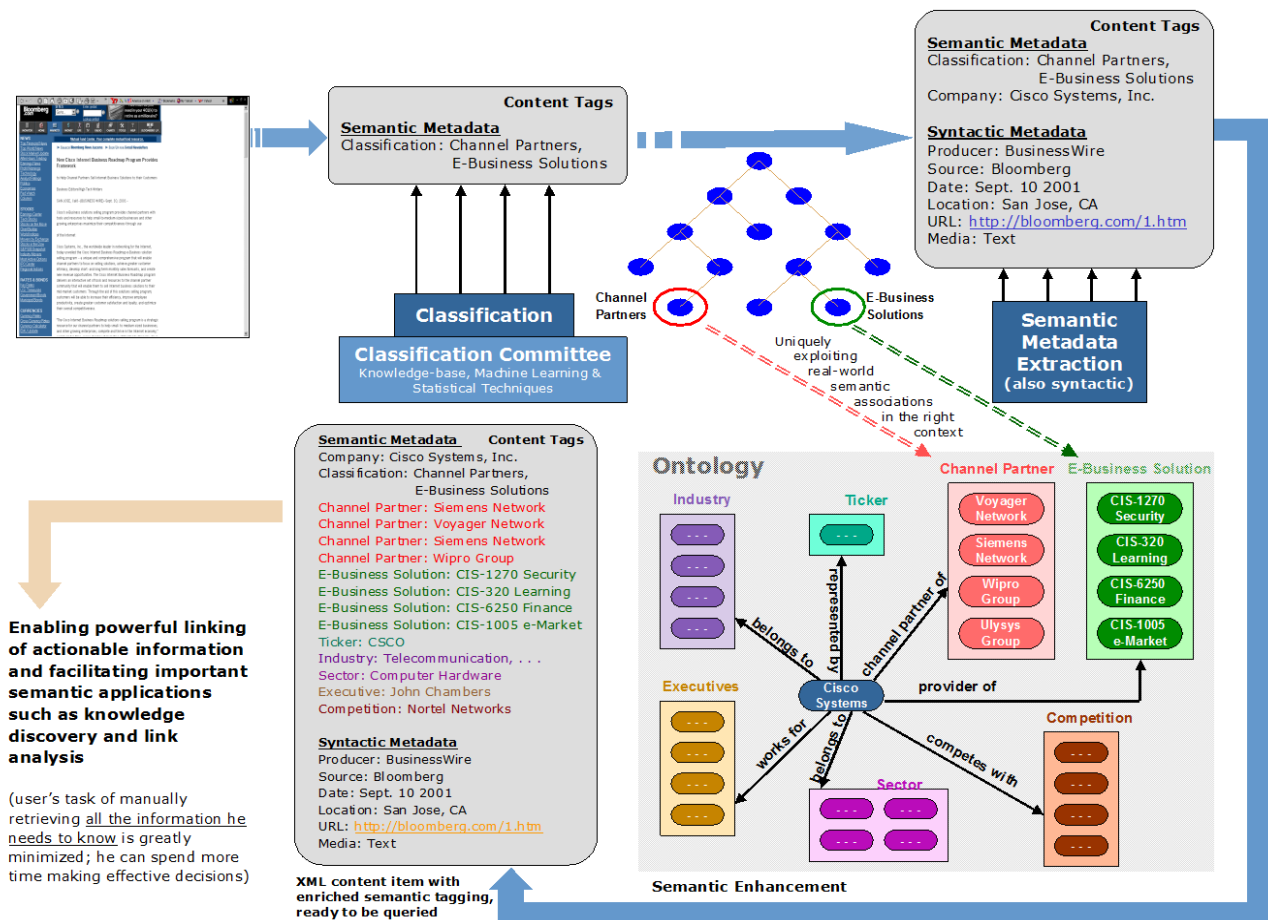 Bloomberg
New Cisco Internet Business Roadmap Program Provides
Framework
Content Tags
Semantic Metadata
Classification: Channel Partners,
E-Business Solutions
Classification
Classification Committee
Knowledge-base, Machine Learning &
Statistical Techniques
Channel
Partners
E-Business
Solutions
Content Tags
Semantic Metadata
Classification: Channel Partners,
E-Business Solutions
Company: Cisco Systems, Inc.
Syntactic Metadata
Producer: BusinessWire
Source: Bloomberg
Date: Sept. 10 2001
Location: San Jose, CA
URL: http://bloomberg.com/1.htm
Media: Text
Semantic
Metadata
Extraction
(also syntactic)
Uniquely
exploiting
real-world
semantic
associations
in the right
context
Semantic Metadata Content Tags
Company: Cisco Systems, Inc.
Classification: Channel Partners,
E-Business Solutions
Channel Partner: Siemens Network
Channel Partner: Voyager Network
Channel Partner: Siemens Network
Channel Partner: Wipro Group
E-Business Solution: CIS-1270 Security
E-Business Solution: CIS-320 Learning
E-Business Solution: CIS-6250 Finance
E-Business Solution: CIS-1005 e-Market
Ticker: CSCO
Industry: Telecommunication, . . .
Sector: Computer Hardware
Executive: John Chambers
Competition: Nortel Networks
Syntactic Metadata
Producer: BusinessWire
Source: Bloomberg
Date: Sept. 10 2001
Location: San Jose, CA
URL: http://bloomberg.com/1.htm
Media: Text
XML content item with
enriched semantic tagging,
ready to be queried
Enabling powerful linking
of actionable information
and facilitating important
semantic applications
such as knowledge
discovery and link
analysis
(user's task of manually
retrieving all the information he
needs to know is greatly
minimized; he can spend more
time making effective decisions)
Ontology
Industry
- - -
- - -
- - -
- - -
Ticker
- - -
Channel Partner
Voyager
Network
Siemens
Network
Wipro
Group
Ulysys
Group
E-Business Solution
CIS-1270
Security
CIS-320
Learning
CIS-6250
Finance
CIS-1005
e-Market
belongs to
represented by
channel partner of
provider of
Cisco
Systems
works for
belongs to
competes with
Executives
- - -
- - -
- - -
- - -
Sector
- - - - - -
- - - - - -
Competition
- - -
- - -
- - -
- - -
Semantic Enhancement